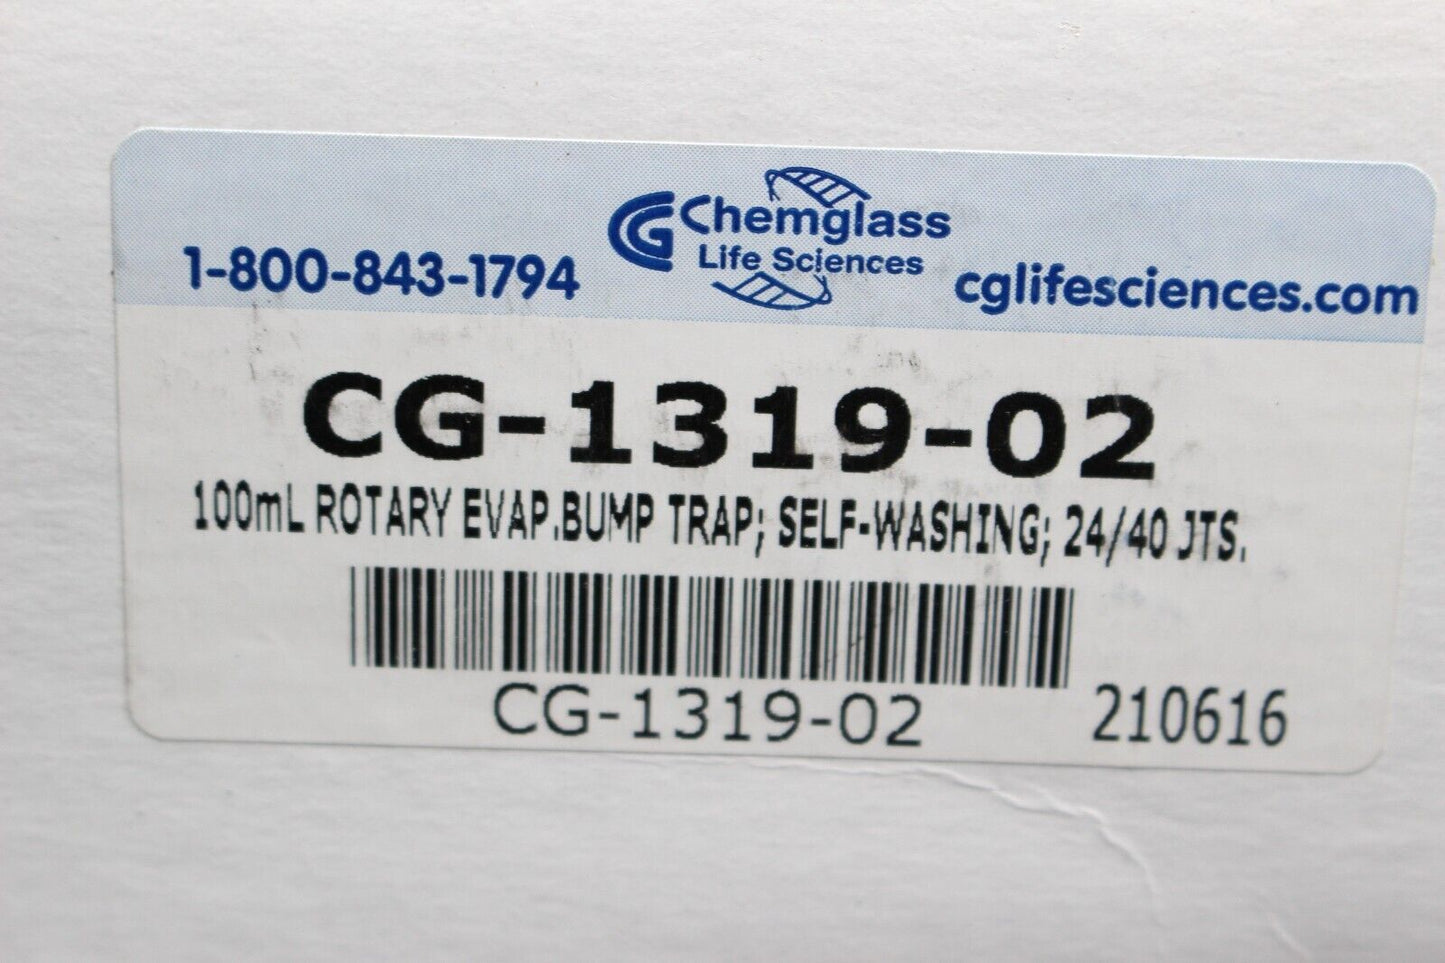 1-800-843-1794
CG Chemglass
Life Sciences
cglifesciences.com
CG-1319-02
100mL ROTARY EVAP.BUMP TRAP; SELF-WASHING; 24/40 JTS.
CG-1319-02
210616